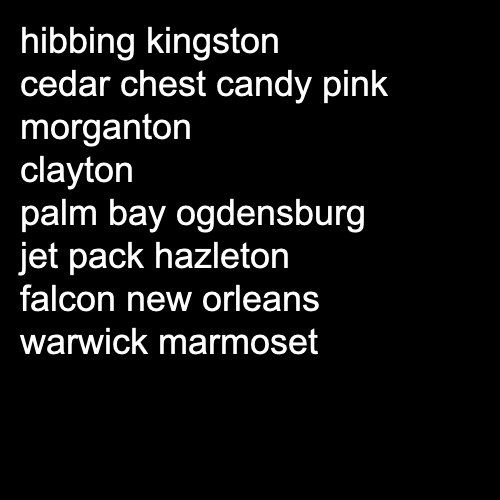 hibbing kingston
cedar chest candy pink
morganton
clayton
palm bay ogdensburg
jet pack hazleton
falcon new orleans
warwick marmoset